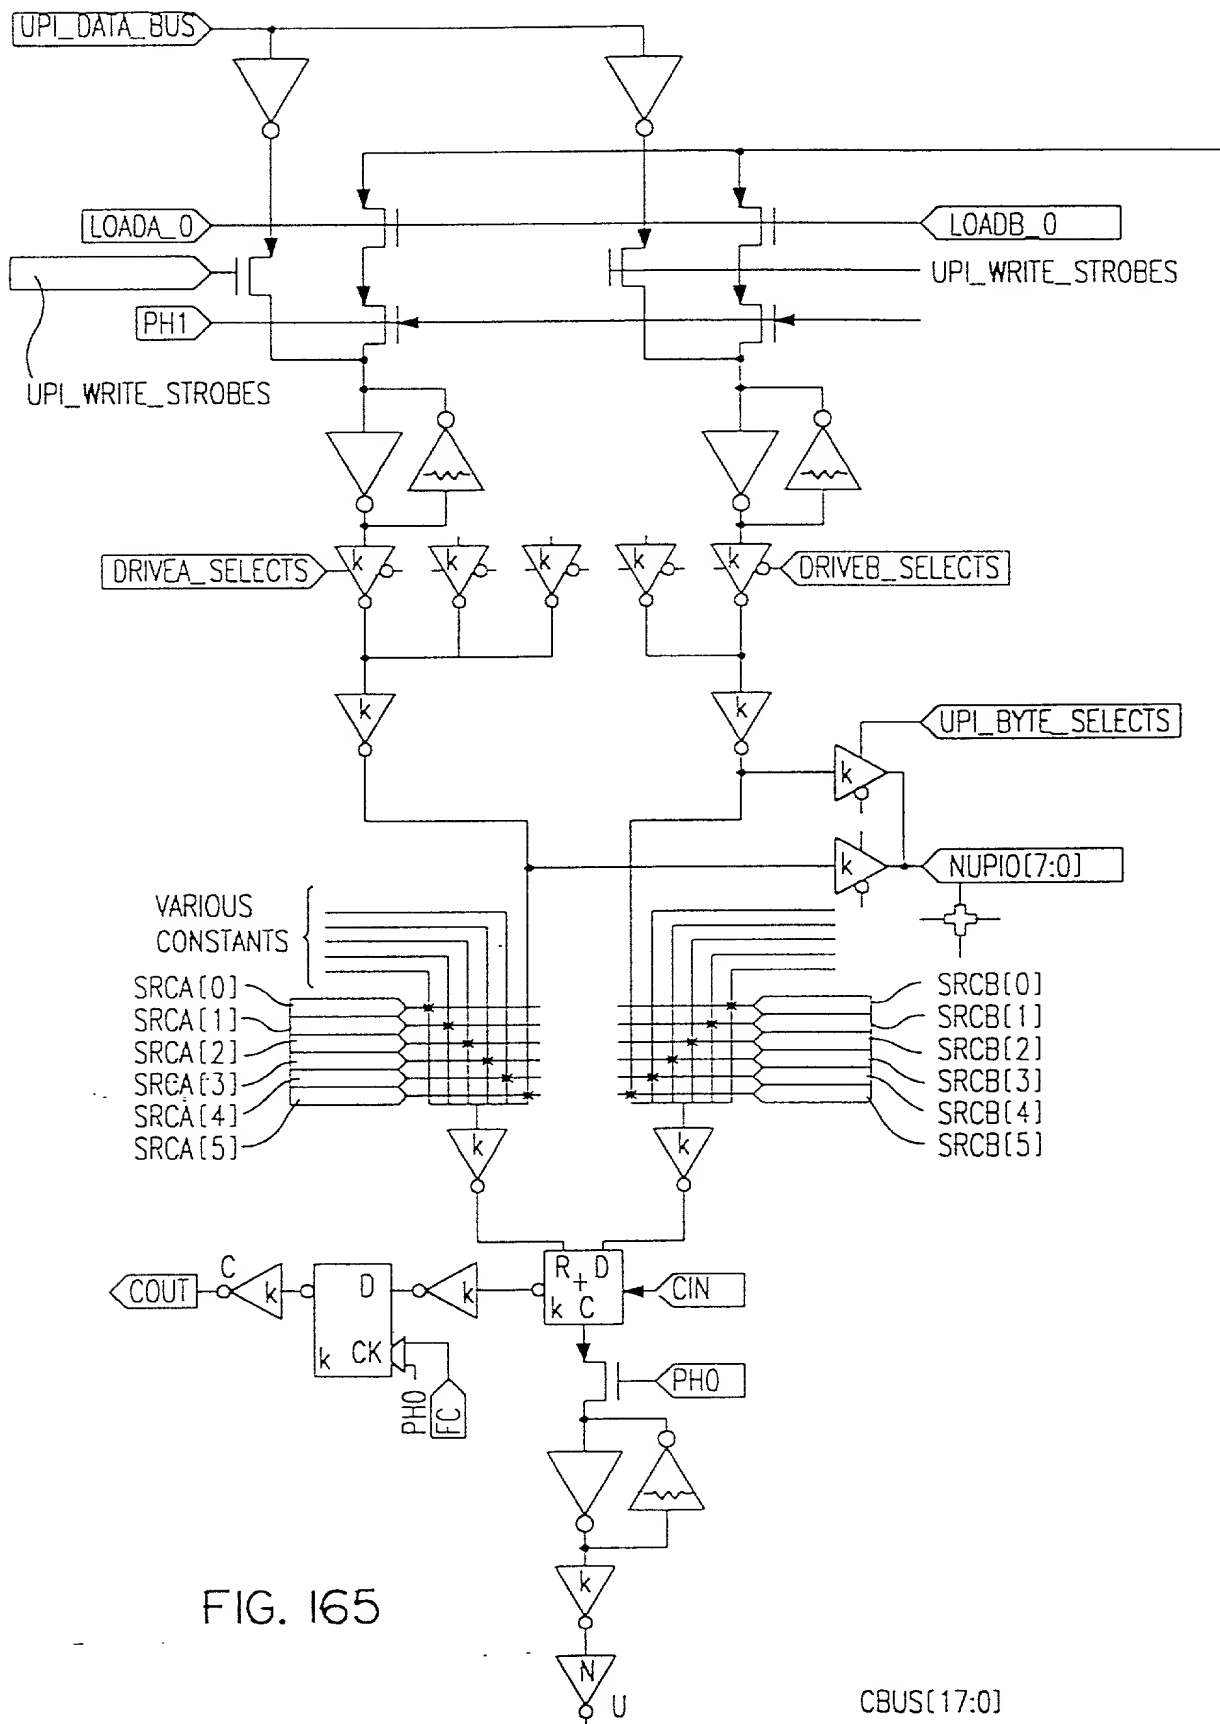 UPI_DATA_BUS
LOADA_0
LOADB_0
UPI_WRITE_STROBES
PH1
UPI_WRITE_STROBES
DRIVEA_SELECTS
k
k
k
k
k
DRIVEB_SELECTS
k
k
UPI_BYTE_SELECTS
k
k
NUPIO[7:0]
VARIOUS
CONSTANTS
SRCA[0]
SRCA[1]
SRCA[2]
SRCA[3]
SRCA[4]
SRCA[5]
SRCB[0]
SRCB[1]
SRCB[2]
SRCB[3]
SRCB[4]
SRCB[5]
k
k
COUT
C
k
D
k
CK
k
R + D
k C
CIN
PH0
FC
PH0
k
FIG. 165
N
U
CBUS[17:0]